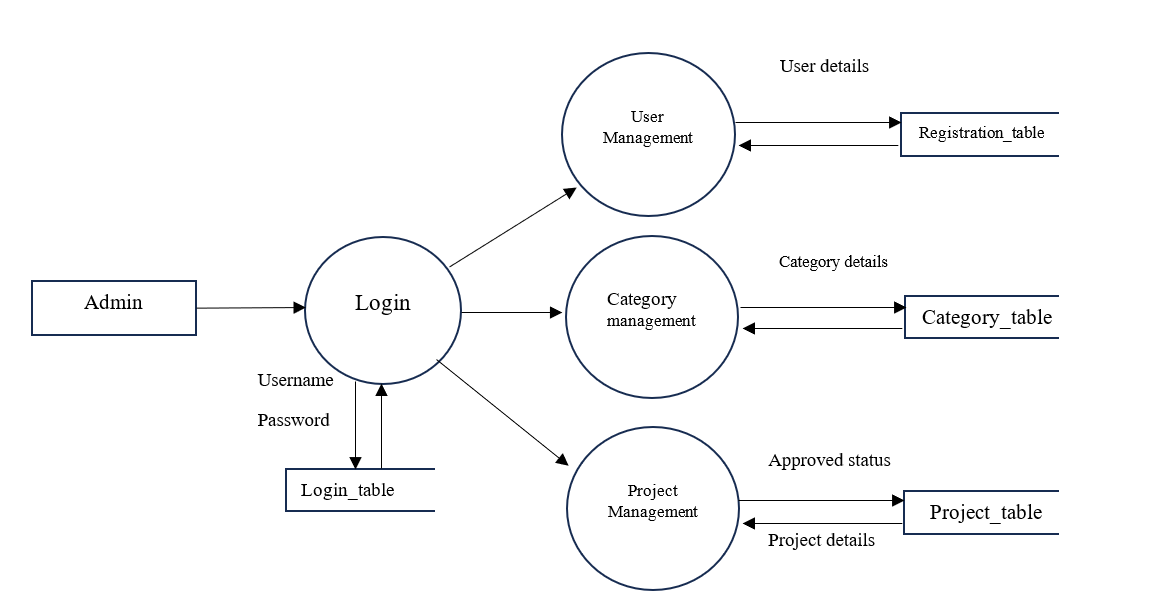 User details
User
Management
Registration_table
Category details
Admin
Login
Category
management
Category_table
Username
Password
Login_table
Approved status
Project
Management
Project_table
Project details